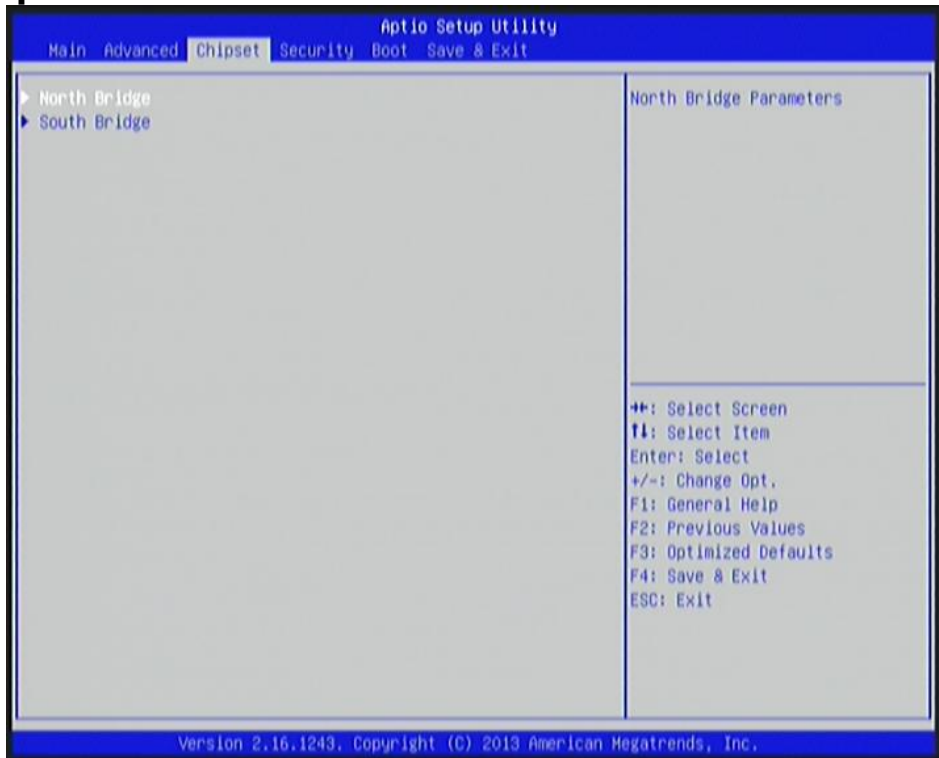 Aptio Setup Utility
Main Advanced Chipset Security Boot Save & Exit
▶ North Bridge
▶ South Bridge
North Bridge Parameters
→←: Select Screen
↑↓: Select Item
Enter: Select
+/-: Change Opt.
F1: General Help
F2: Previous Values
F3: Optimized Defaults
F4: Save & Exit
ESC: Exit
Version 2.16.1243. Copyright (C) 2013 American Megatrends, Inc.